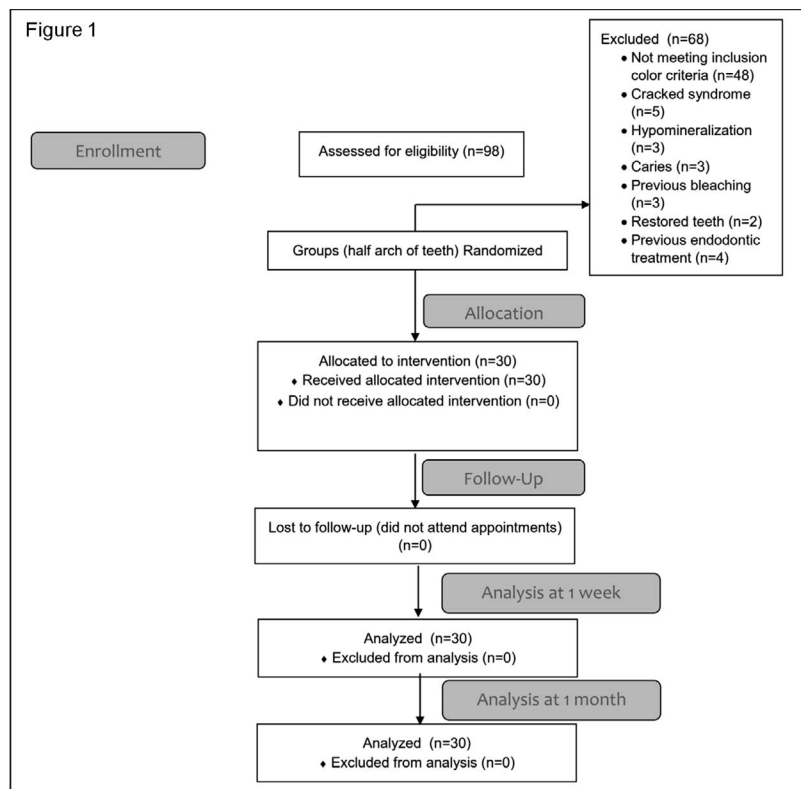 Figure 1
Excluded (n=68)
• Not meeting inclusion
color criteria (n=48)
• Cracked syndrome
(n=5)
• Hypomineralization
(n=3)
• Caries (n=3)
• Previous bleaching
(n=3)
• Restored teeth (n=2)
• Previous endodontic
treatment (n=4)
Enrollment
Assessed for eligibility (n=98)
Groups (half arch of teeth) Randomized
Allocation
Allocated to intervention (n=30)
♦ Received allocated intervention (n=30)
♦ Did not receive allocated intervention (n=0)
Follow-Up
Lost to follow-up (did not attend appointments)
(n=0)
Analysis at 1 week
Analyzed (n=30)
♦ Excluded from analysis (n=0)
Analysis at 1 month
Analyzed (n=30)
♦ Excluded from analysis (n=0)